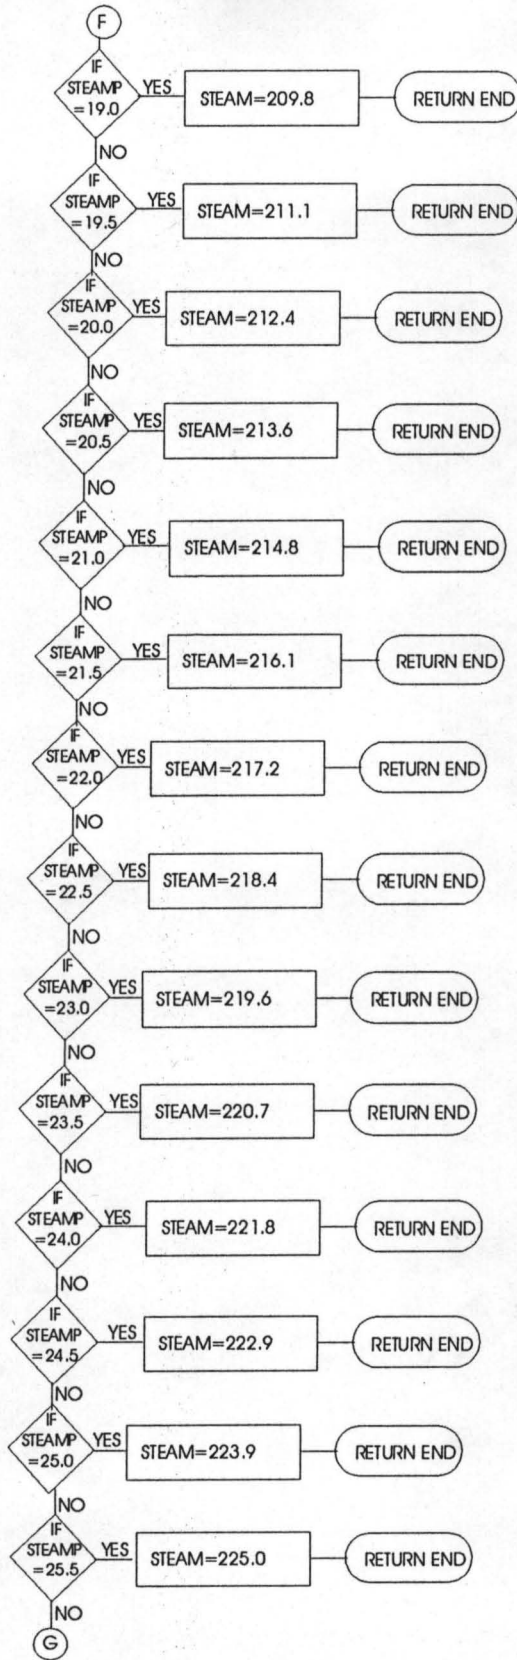 F
IF
STEAMP
=19.0
YES
STEAM=209.8
RETURN END
NO
IF
STEAMP
=19.5
YES
STEAM=211.1
RETURN END
NO
IF
STEAMP
=20.0
YES
STEAM=212.4
RETURN END
NO
IF
STEAMP
=20.5
YES
STEAM=213.6
RETURN END
NO
IF
STEAMP
=21.0
YES
STEAM=214.8
RETURN END
NO
IF
STEAMP
=21.5
YES
STEAM=216.1
RETURN END
NO
IF
STEAMP
=22.0
YES
STEAM=217.2
RETURN END
NO
IF
STEAMP
=22.5
YES
STEAM=218.4
RETURN END
NO
IF
STEAMP
=23.0
YES
STEAM=219.6
RETURN END
NO
IF
STEAMP
=23.5
YES
STEAM=220.7
RETURN END
NO
IF
STEAMP
=24.0
YES
STEAM=221.8
RETURN END
NO
IF
STEAMP
=24.5
YES
STEAM=222.9
RETURN END
NO
IF
STEAMP
=25.0
YES
STEAM=223.9
RETURN END
NO
IF
STEAMP
=25.5
YES
STEAM=225.0
RETURN END
NO
G